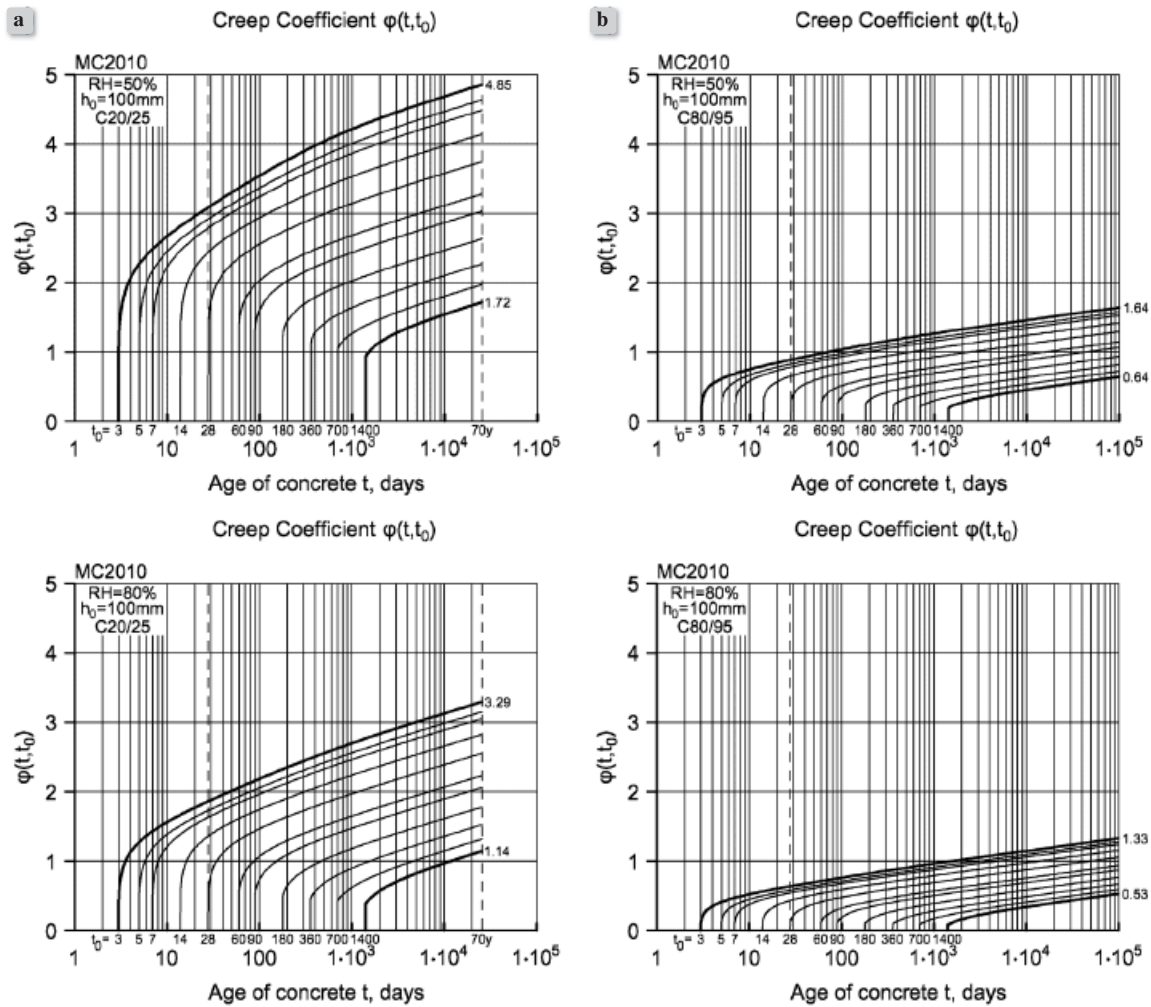 a
Creep Coefficient φ(t,t₀)
MC2010
RH=50%
h₀=100mm
C20/25
5
4
3
2
1
0
φ(t,t₀)
4.85
1.72
t₀= 3 5 7 14 28 60 90 180 360 700 1400 70y
1 10 100 1·10³ 1·10⁴ 1·10⁵
Age of concrete t, days
b
Creep Coefficient φ(t,t₀)
MC2010
RH=50%
h₀=100mm
C80/95
5
4
3
2
1
0
φ(t,t₀)
1.64
0.64
t₀= 3 5 7 14 28 60 90 180 360 700 1400
1 10 100 1·10³ 1·10⁴ 1·10⁵
Age of concrete t, days
Creep Coefficient φ(t,t₀)
MC2010
RH=80%
h₀=100mm
C20/25
5
4
3
2
1
0
φ(t,t₀)
3.29
1.14
t₀= 3 5 7 14 28 60 90 180 360 700 1400 70y
1 10 100 1·10³ 1·10⁴ 1·10⁵
Age of concrete t, days
Creep Coefficient φ(t,t₀)
MC2010
RH=80%
h₀=100mm
C80/95
5
4
3
2
1
0
φ(t,t₀)
1.33
0.53
t₀= 3 5 7 14 28 60 90 180 360 700 1400
1 10 100 1·10³ 1·10⁴ 1·10⁵
Age of concrete t, days